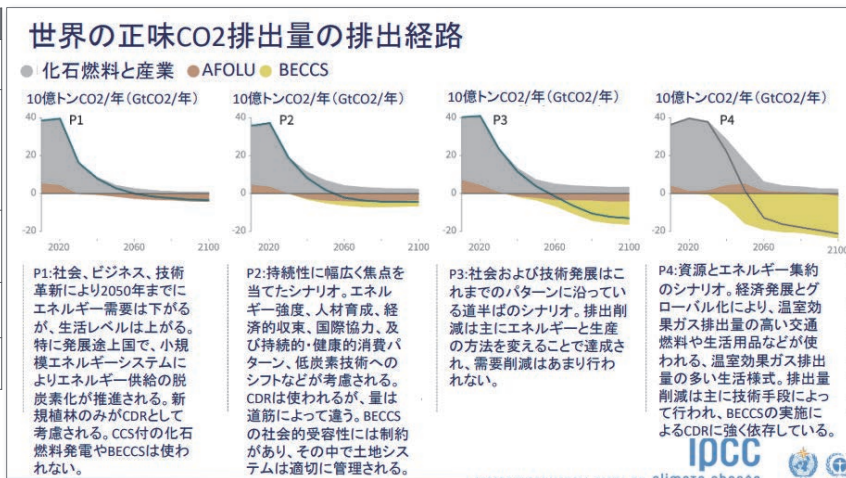 世界の正味CO2排出量の排出経路
化石燃料と産業 AFOLU BECCS
10億トンCO2/年(GtCO2/年)
40
P1
20
0
-20
2020 2060 2100
10億トンCO2/年(GtCO2/年)
40
P2
20
0
-20
2020 2060 2100
10億トンCO2/年(GtCO2/年)
40
P3
20
0
-20
2020 2060 2100
10億トンCO2/年(GtCO2/年)
40
P4
20
0
-20
2020 2060 2100
P1:社会、ビジネス、技術
革新により2050年までに
エネルギー需要は下がる
が、生活レベルは上がる。
特に発展途上国で、小規
模エネルギーシステムに
よりエネルギー供給の脱
炭素化が推進される。新
規植林のみがCDRとして
考慮される。CCS付の化石
燃料発電やBECCSは使わ
れない。
P2:持続性に幅広く焦点を
当てたシナリオ。エネル
ギー強度、人材育成、経
済的収束、国際協力、及
び持続的・健康的消費パ
ターン、低炭素技術への
シフトなどが考慮される。
CDRは使われるが、量は
道筋によって違う。BECCS
の社会的受容性には制約
があり、その中で土地シス
テムは適切に管理される。
P3:社会および技術発展はこ
れまでのパターンに沿ってい
る道半ばのシナリオ。排出削
減は主にエネルギーと生産
の方法を変えることで達成さ
れ、需要削減はあまり行わ
れない。
P4:資源とエネルギー集約
のシナリオ。経済発展とグ
ローバル化により、温室効
果ガス排出量の高い交通
燃料や生活用品などが使
われる、温室効果ガス排出
量の多い生活様式。排出量
削減は主に技術手段によっ
て行われ、BECCSの実施に
よるCDRに強く依存している。
ipcc
climate change